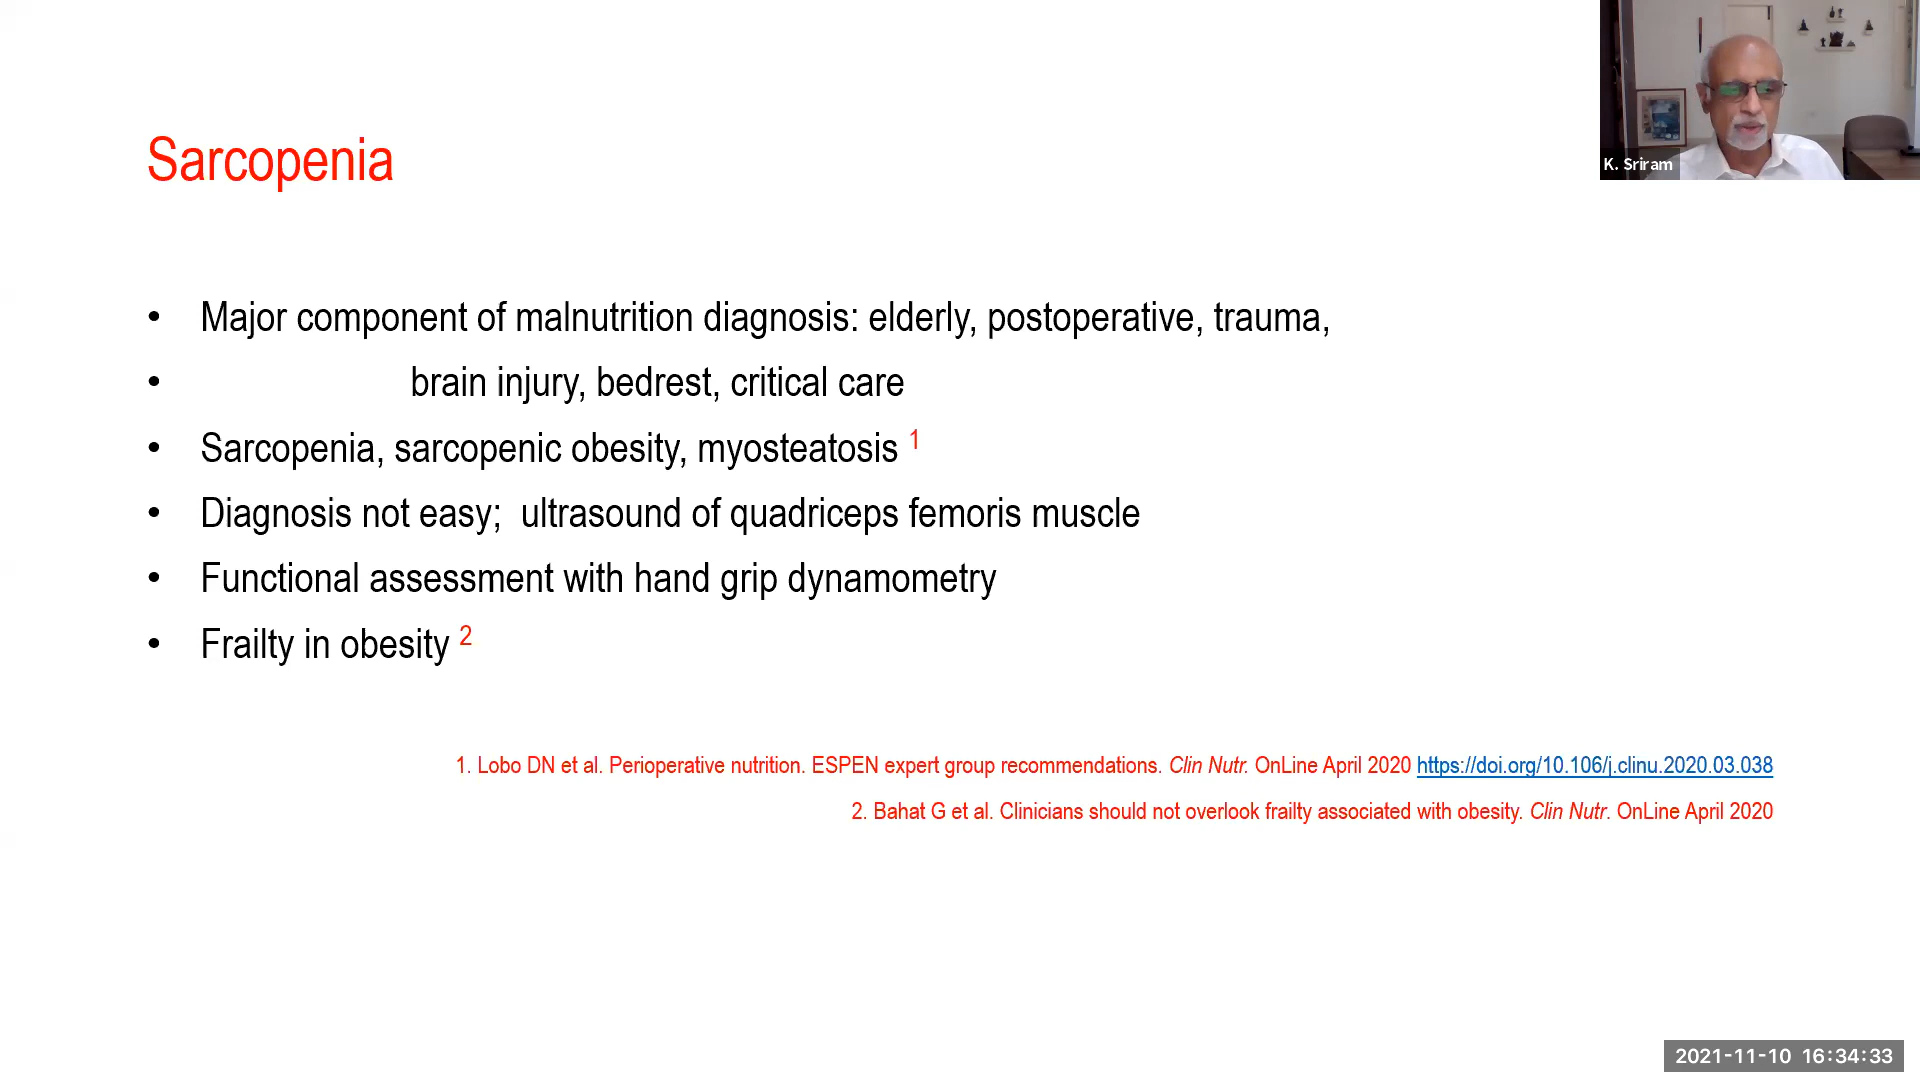 Sarcopenia
• Major component of malnutrition diagnosis: elderly, postoperative, trauma,
• brain injury, bedrest, critical care
• Sarcopenia, sarcopenic obesity, myosteatosis 1
• Diagnosis not easy; ultrasound of quadriceps femoris muscle
• Functional assessment with hand grip dynamometry
• Frailty in obesity 2
1. Lobo DN et al. Perioperative nutrition. ESPEN expert group recommendations. Clin Nutr. OnLine April 2020 https://doi.org/10.106/j.clinu.2020.03.038
2. Bahat G et al. Clinicians should not overlook frailty associated with obesity. Clin Nutr. OnLine April 2020
K. Sriram
2021-11-10 16:34:33